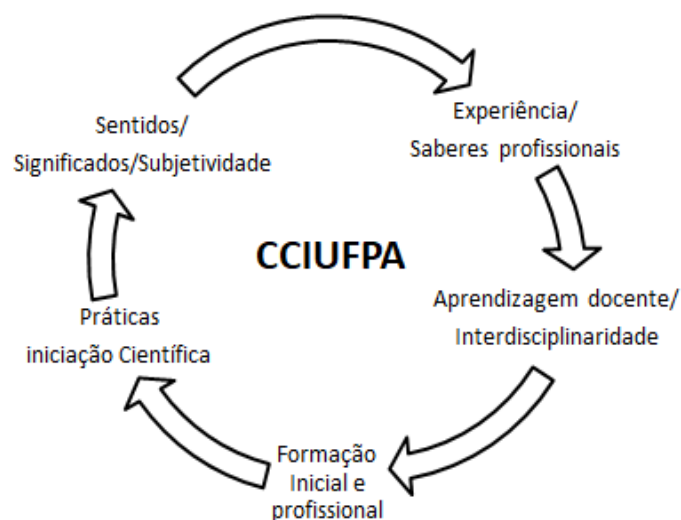 Sentidos/
Significados/Subjetividade
Experiência/
Saberes profissionais
CCIUFPA
Aprendizagem docente/
Interdisciplinaridade
Práticas
iniciação Científica
Formação
Inicial e
profissional